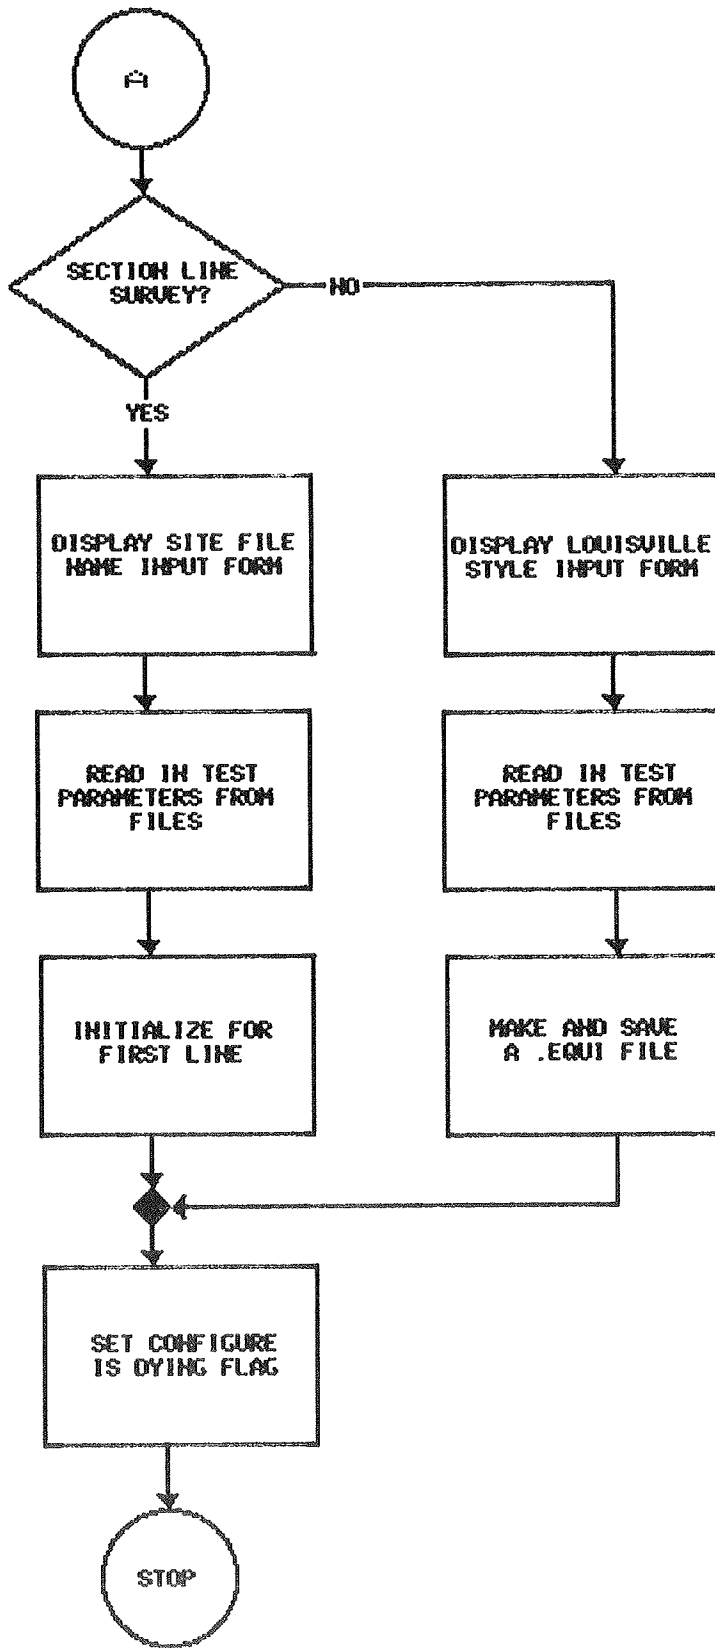 A
SECTION LINE
SURVEY?
NO
YES
DISPLAY SITE FILE
NAME INPUT FORM
DISPLAY LOUISVILLE
STYLE INPUT FORM
READ IN TEST
PARAMETERS FROM
FILES
READ IN TEST
PARAMETERS FROM
FILES
INITIALIZE FOR
FIRST LINE
MAKE AND SAVE
A .EQUI FILE
SET CONFIGURE
IS DYING FLAG
STOP